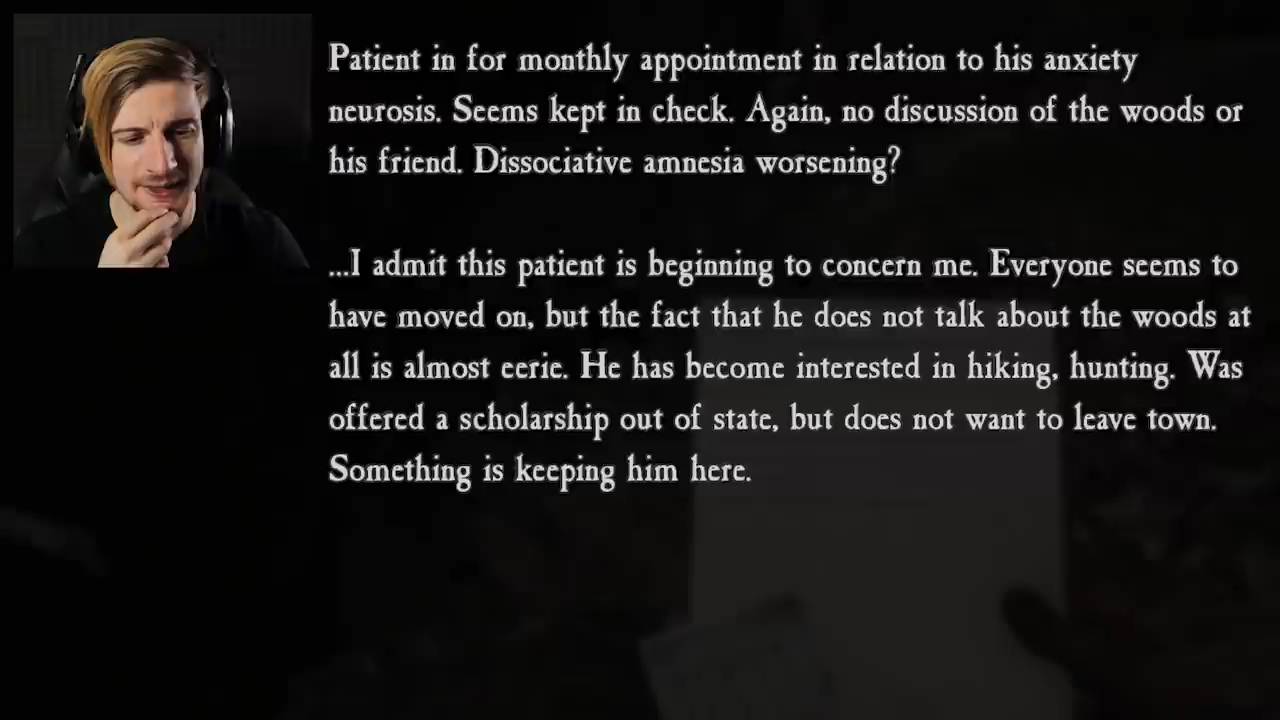 Patient in for monthly appointment in relation to his anxiety
neurosis. Seems kept in check. Again, no discussion of the woods or
his friend. Dissociative amnesia worsening?
...I admit this patient is beginning to concern me. Everyone seems to
have moved on, but the fact that he does not talk about the woods at
all is almost eerie. He has become interested in hiking, hunting. Was
offered a scholarship out of state, but does not want to leave town.
Something is keeping him here.